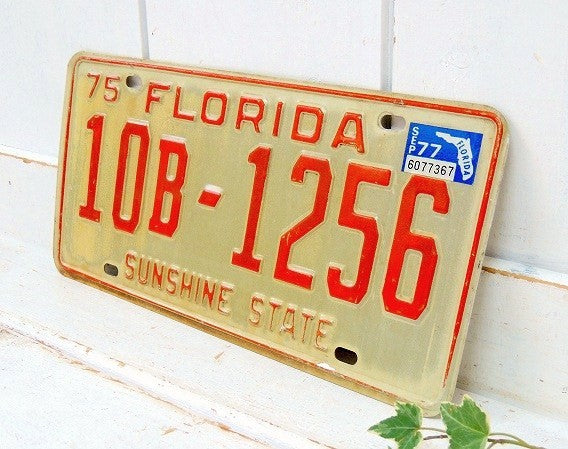 75 FLORIDA
SEP 77 FLORIDA
6077367
10B-1256
SUNSHINE STATE